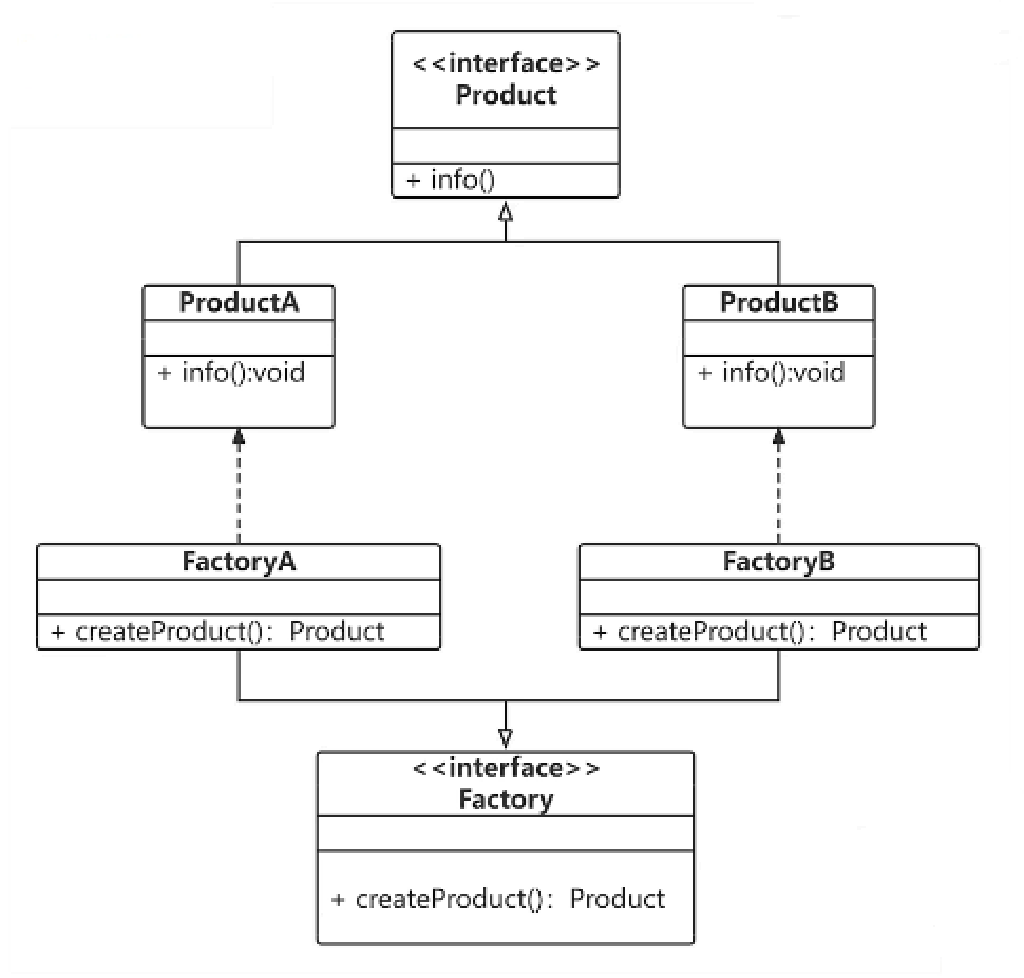 <<interface>>
Product
+ info()
ProductA
+ info():void
ProductB
+ info():void
FactoryA
+ createProduct()： Product
FactoryB
+ createProduct()： Product
<<interface>>
Factory
+ createProduct()： Product